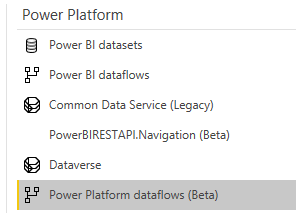 Power Platform
Power BI datasets
Power BI dataflows
Common Data Service (Legacy)
PowerBIRESTAPI.Navigation (Beta)
Dataverse
Power Platform dataflows (Beta)